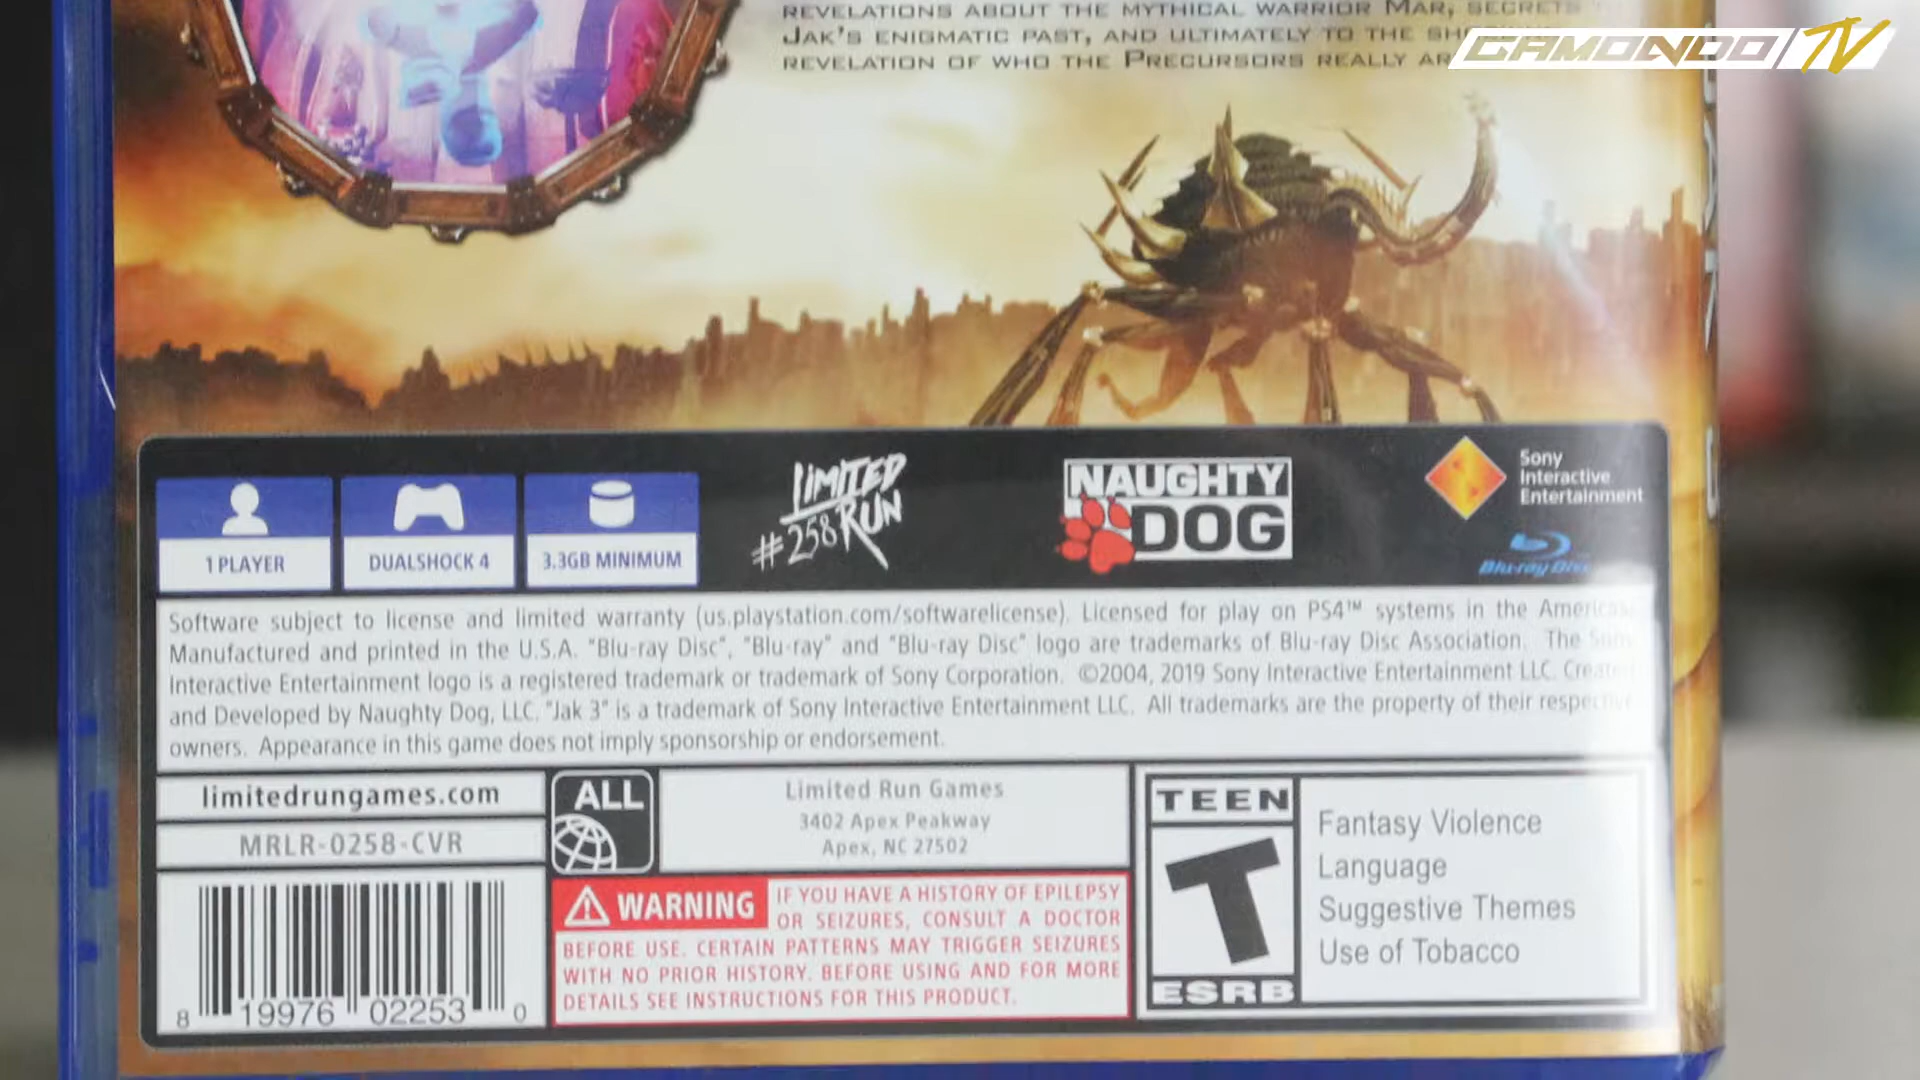 REVELATIONS ABOUT THE MYTHICAL WARRIOR MAR, SECRETS
JAK'S ENIGMATIC PAST, AND ULTIMATELY TO THE
REVELATION OF WHO THE PRECURSORS REALLY
GAMONDO TV
LIMITED
RUN
#258
NAUGHTY
DOG
Sony
Interactive
Entertainment
Blu-ray Disc
1 PLAYER
DUALSHOCK 4
3.3GB MINIMUM
Software subject to license and limited warranty (us.playstation.com/softwarelicense). Licensed for play on PS4™ systems in the Americas.
Manufactured and printed in the U.S.A. "Blu-ray Disc", "Blu-ray" and "Blu-ray Disc" logo are trademarks of Blu-ray Disc Association. The Sony
Interactive Entertainment logo is a registered trademark or trademark of Sony Corporation. ©2004, 2019 Sony Interactive Entertainment LLC. Created
and Developed by Naughty Dog, LLC. "Jak 3" is a trademark of Sony Interactive Entertainment LLC. All trademarks are the property of their respective
owners. Appearance in this game does not imply sponsorship or endorsement.
limitedrungames.com
MRLR-0258-CVR
8 19976 02253 0
ALL
Limited Run Games
3402 Apex Peakway
Apex, NC 27502
WARNING IF YOU HAVE A HISTORY OF EPILEPSY
OR SEIZURES, CONSULT A DOCTOR
BEFORE USE. CERTAIN PATTERNS MAY TRIGGER SEIZURES
WITH NO PRIOR HISTORY. BEFORE USING AND FOR MORE
DETAILS SEE INSTRUCTIONS FOR THIS PRODUCT.
TEEN
T
ESRB
Fantasy Violence
Language
Suggestive Themes
Use of Tobacco